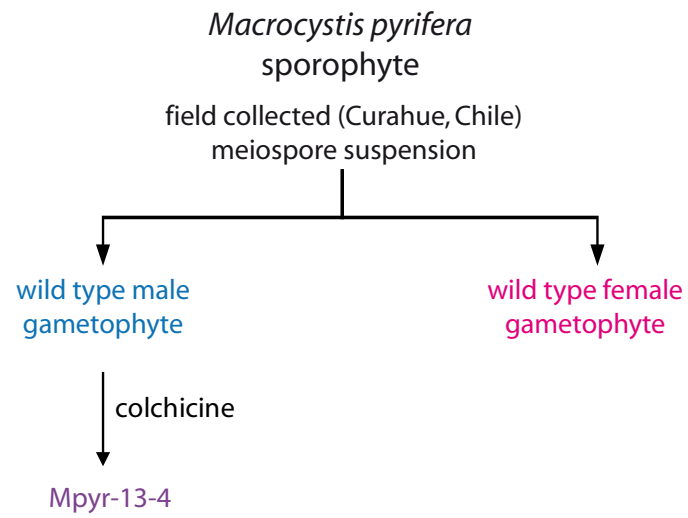 Macrocystis pyrifera
sporophyte
field collected (Curahue, Chile)
meiospore suspension
wild type male
gametophyte
wild type female
gametophyte
colchicine
Mpyr-13-4